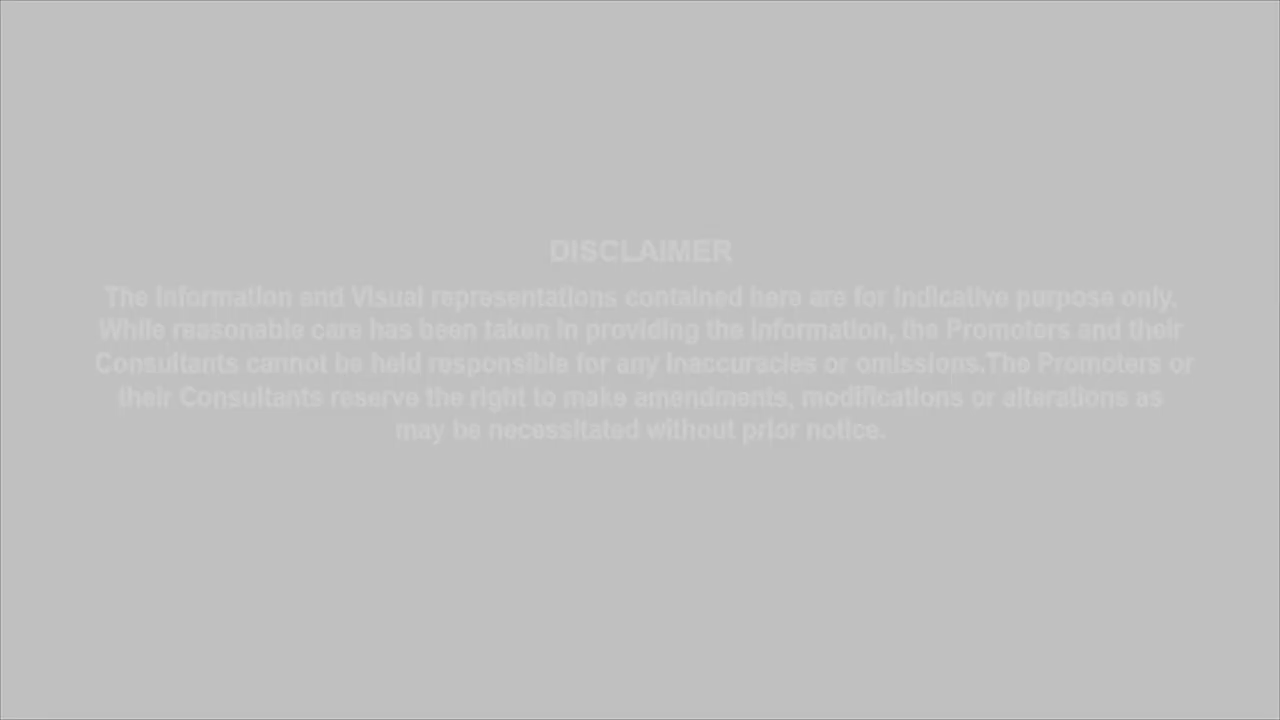 DISCLAIMER
The information and Visual representations contained here are for indicative purpose only.
While reasonable care has been taken in providing the information, the Promoters and their
Consultants cannot be held responsible for any inaccuracies or omissions.The Promoters or
their Consultants reserve the right to make amendments, modifications or alterations as
may be necessitated without prior notice.